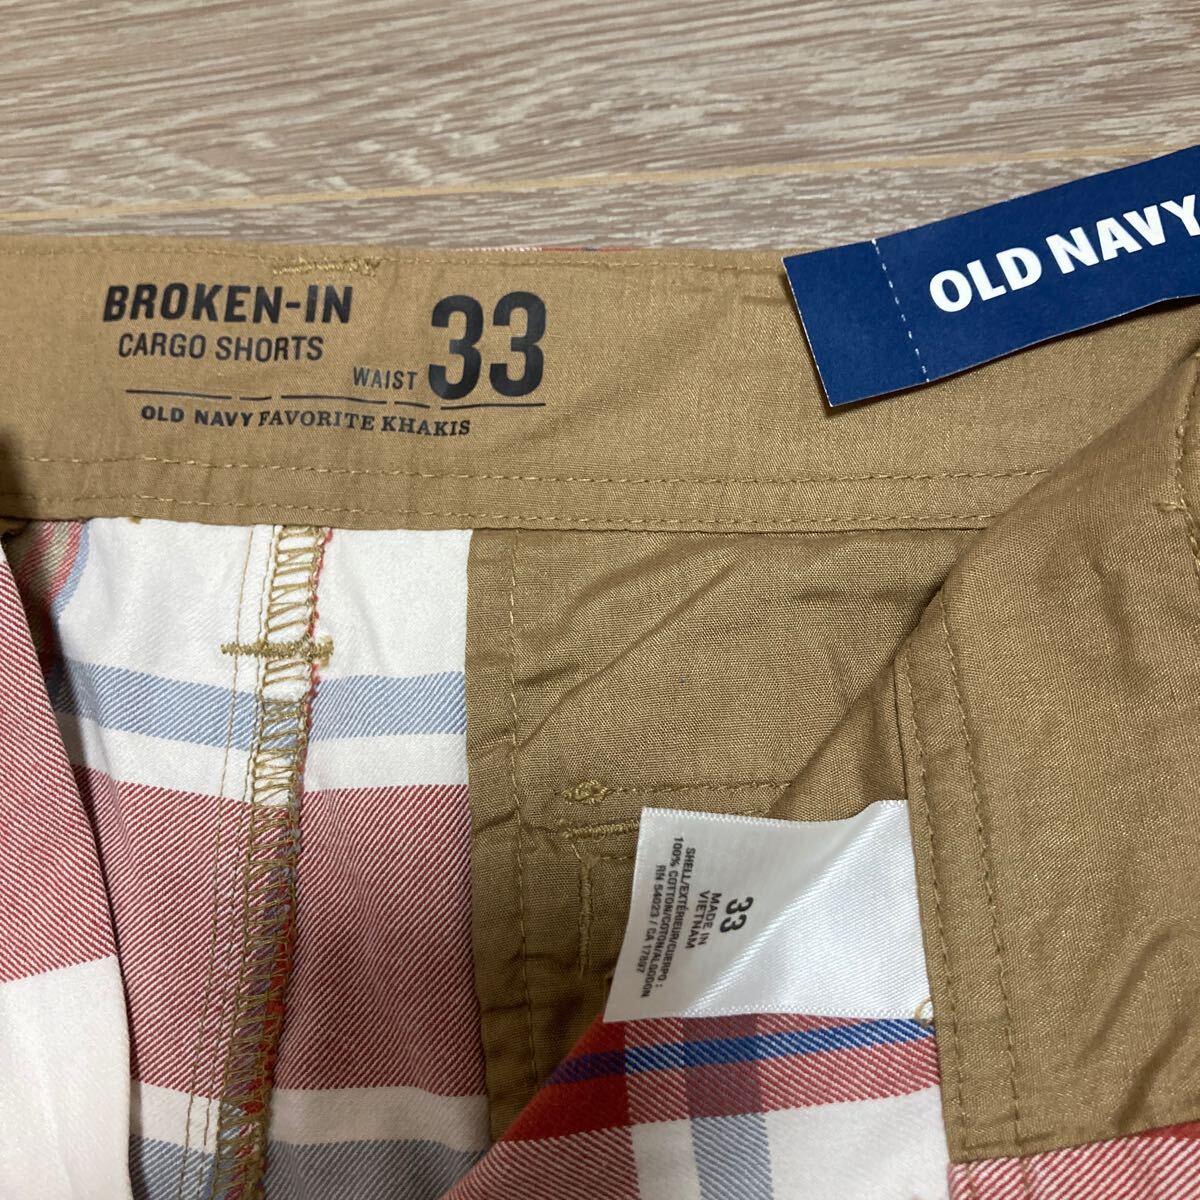 BROKEN-IN
CARGO SHORTS
WAIST 33
OLD NAVY FAVORITE KHAKIS
OLD NAVY
33
MADE IN
VIETNAM
SHELL/EXTÉRIEUR/CUERPO :
100% COTTON/COTON/ALGODON
RN 54023 / CA 17897